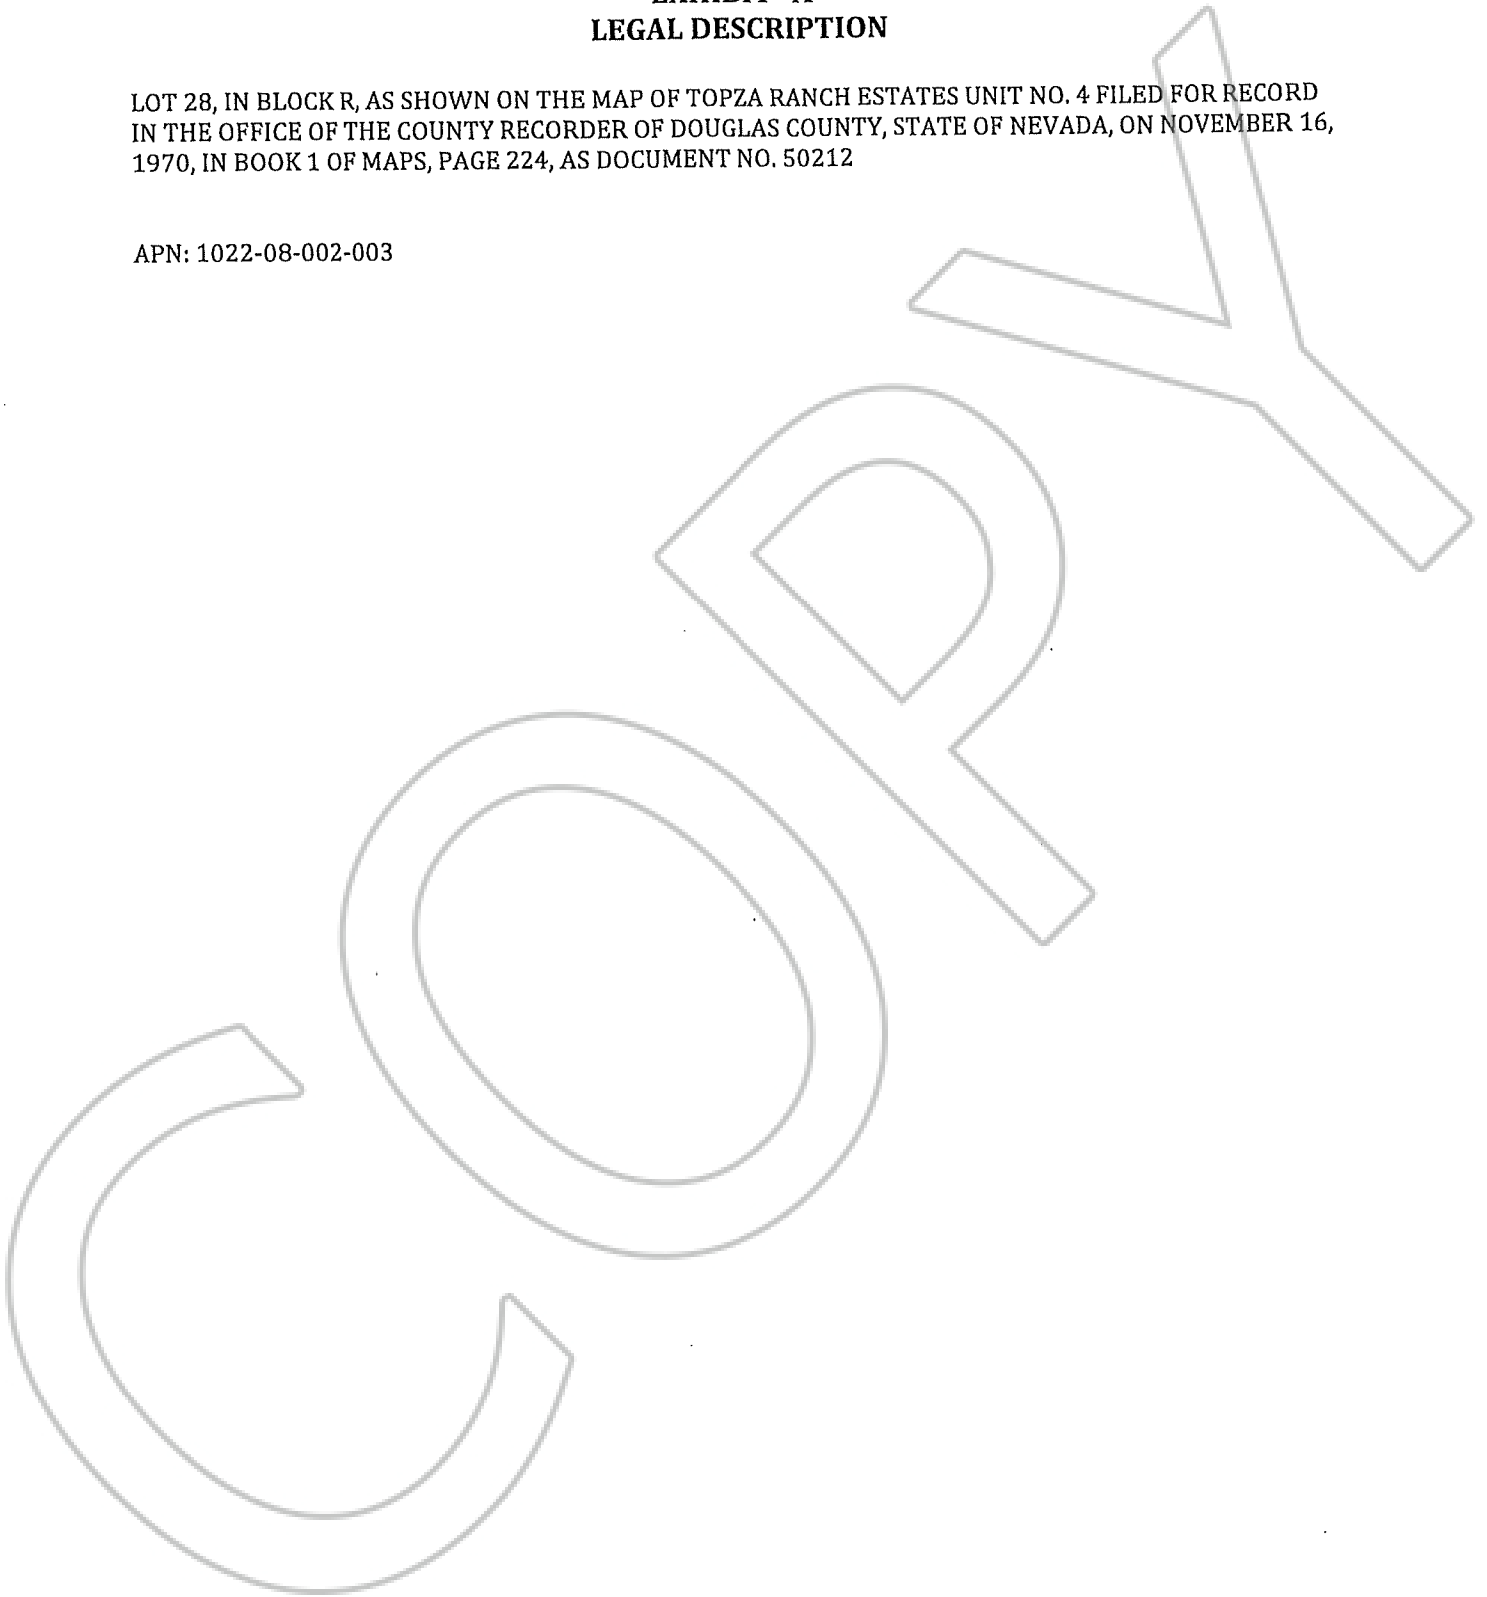 LEGAL DESCRIPTION
LOT 28, IN BLOCK R, AS SHOWN ON THE MAP OF TOPZA RANCH ESTATES UNIT NO. 4 FILED FOR RECORD
IN THE OFFICE OF THE COUNTY RECORDER OF DOUGLAS COUNTY, STATE OF NEVADA, ON NOVEMBER 16,
1970, IN BOOK 1 OF MAPS, PAGE 224, AS DOCUMENT NO. 50212
APN: 1022-08-002-003
COPY